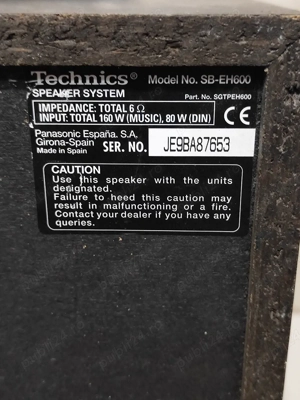 Technics® Model No. SB-EH600
SPEAKER SYSTEM Part. No. SGTPEH600
IMPEDANCE: TOTAL 6 Ω
INPUT: TOTAL 160 W (MUSIC), 80 W (DIN)
CE
Panasonic España, S.A.
Girona-Spain
Made in Spain
SER. NO. JE9BA87653
CAUTION
Use this speaker with the units
designated.
Failure to heed this caution may
result in malfunctioning or a fire.
Contact your dealer if you have any
queries.